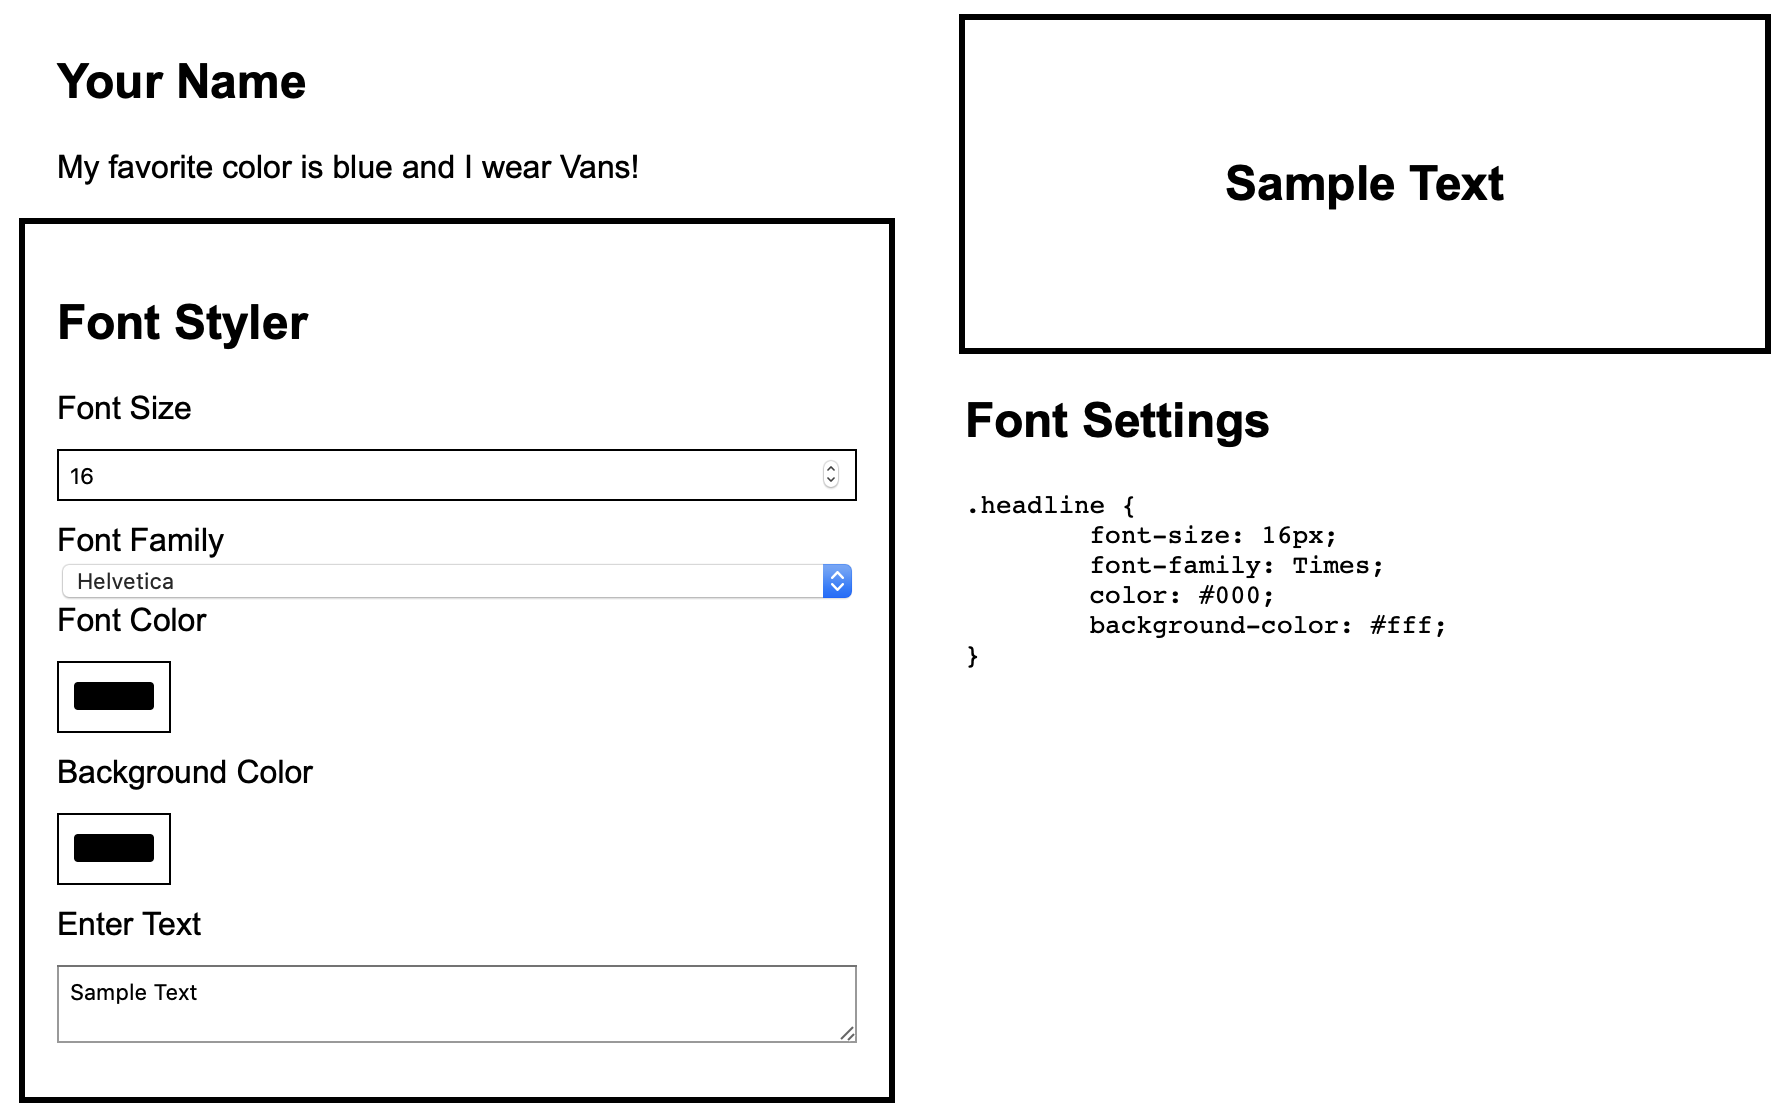 Your Name
My favorite color is blue and I wear Vans!
Font Styler
Font Size
16
Font Family
Helvetica
Font Color
Background Color
Enter Text
Sample Text
Sample Text
Font Settings
.headline {
font-size: 16px;
font-family: Times;
color: #000;
background-color: #fff;
}